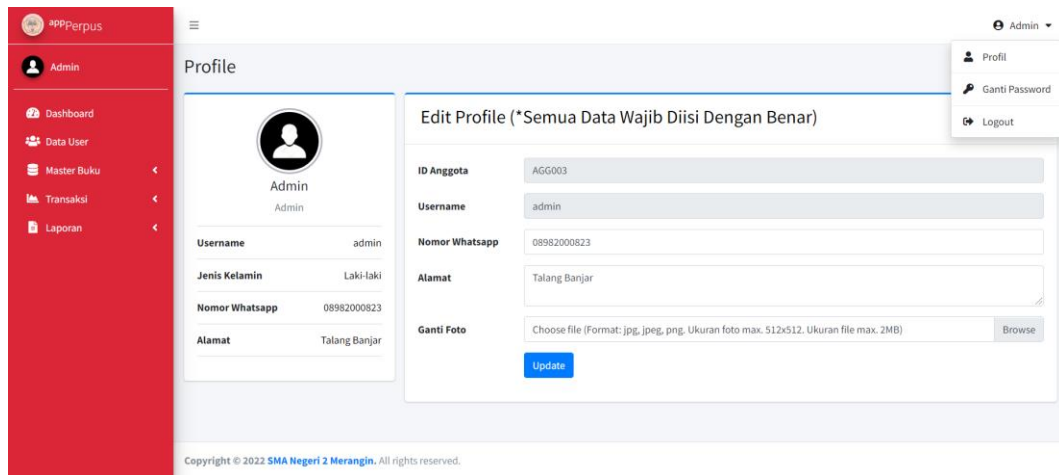 appPerpus
Admin
Admin
Dashboard
Data User
Master Buku
Transaksi
Laporan
Profil
Ganti Password
Logout
Profile
Admin
Admin
Username admin
Jenis Kelamin Laki-laki
Nomor Whatsapp 08982000823
Alamat Talang Banjar
Edit Profile (*Semua Data Wajib Diisi Dengan Benar)
ID Anggota AGG003
Username admin
Nomor Whatsapp 08982000823
Alamat Talang Banjar
Ganti Foto Choose file (Format: jpg, jpeg, png. Ukuran foto max. 512x512. Ukuran file max. 2MB) Browse
Update
Copyright © 2022 SMA Negeri 2 Merangin. All rights reserved.